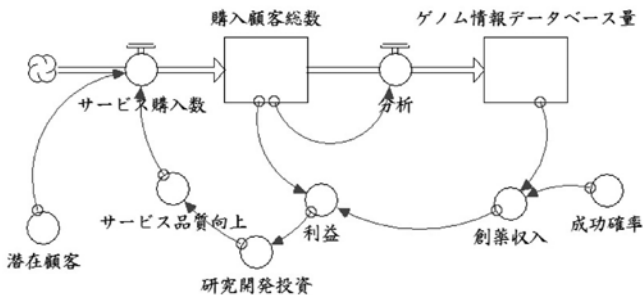 購入顧客総数
ゲノム情報データベース量
サービス購入数
分析
サービス品質向上
利益
創薬収入
成功確率
潜在顧客
研究開発投資